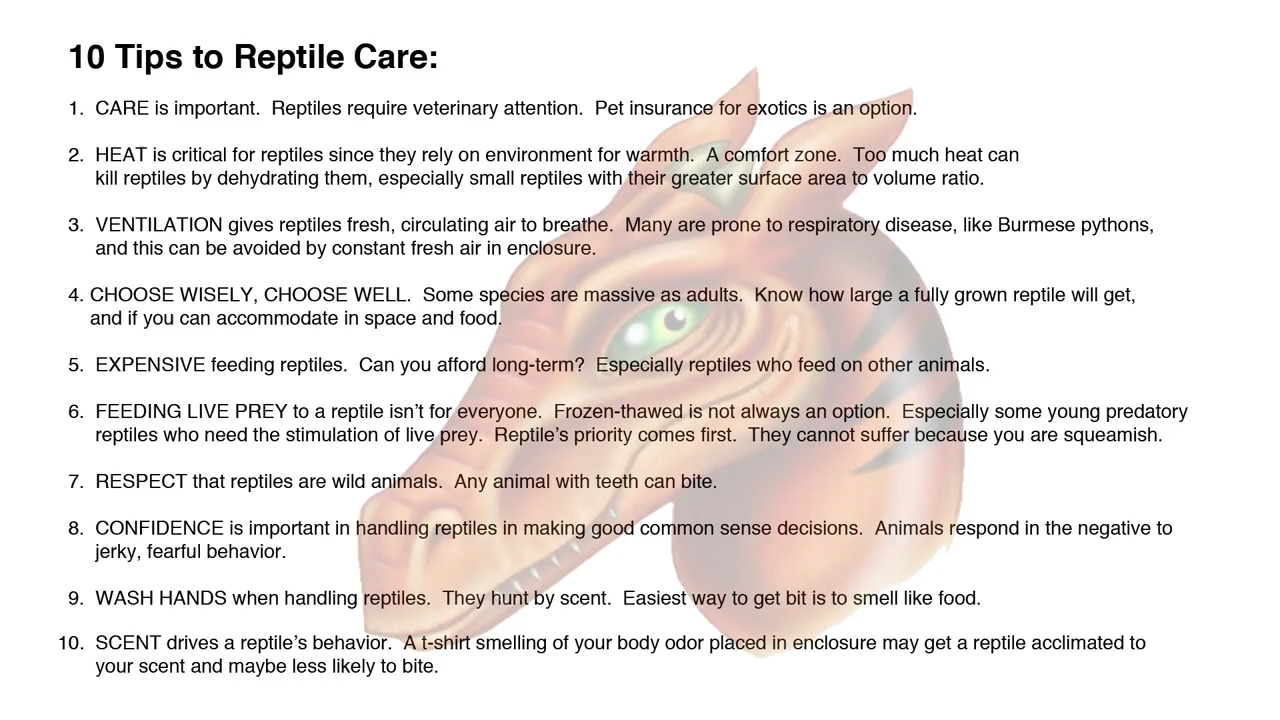 10 Tips to Reptile Care:
1. CARE is important. Reptiles require veterinary attention. Pet insurance for exotics is an option.
2. HEAT is critical for reptiles since they rely on environment for warmth. A comfort zone. Too much heat can
kill reptiles by dehydrating them, especially small reptiles with their greater surface area to volume ratio.
3. VENTILATION gives reptiles fresh, circulating air to breathe. Many are prone to respiratory disease, like Burmese pythons,
and this can be avoided by constant fresh air in enclosure.
4. CHOOSE WISELY, CHOOSE WELL. Some species are massive as adults. Know how large a fully grown reptile will get,
and if you can accommodate in space and food.
5. EXPENSIVE feeding reptiles. Can you afford long-term? Especially reptiles who feed on other animals.
6. FEEDING LIVE PREY to a reptile isn’t for everyone. Frozen-thawed is not always an option. Especially some young predatory
reptiles who need the stimulation of live prey. Reptile’s priority comes first. They cannot suffer because you are squeamish.
7. RESPECT that reptiles are wild animals. Any animal with teeth can bite.
8. CONFIDENCE is important in handling reptiles in making good common sense decisions. Animals respond in the negative to
jerky, fearful behavior.
9. WASH HANDS when handling reptiles. They hunt by scent. Easiest way to get bit is to smell like food.
10. SCENT drives a reptile’s behavior. A t-shirt smelling of your body odor placed in enclosure may get a reptile acclimated to
your scent and maybe less likely to bite.